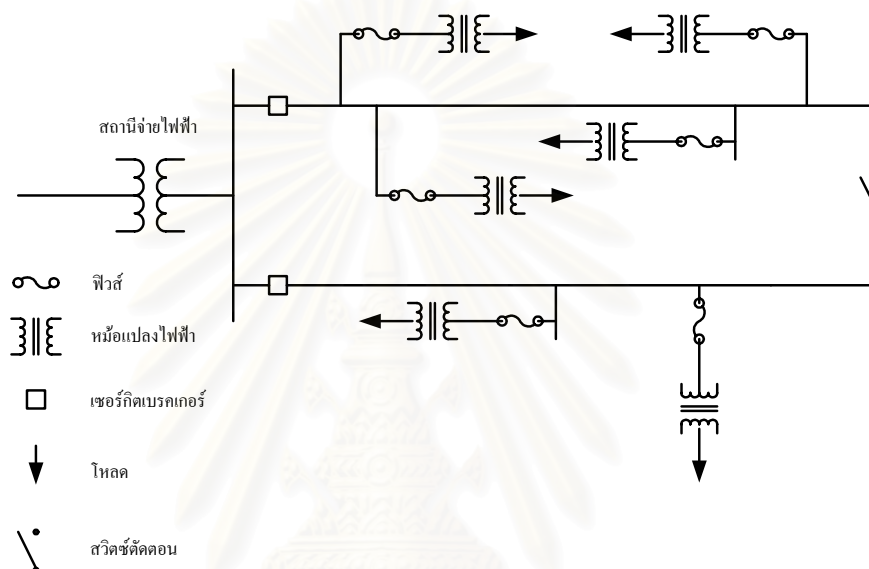 สถานีจ่ายไฟฟ้า
ฟิวส์
หม้อแปลงไฟฟ้า
เซอร์กิตเบรคเกอร์
โหลด
สวิตซ์ตัดตอน